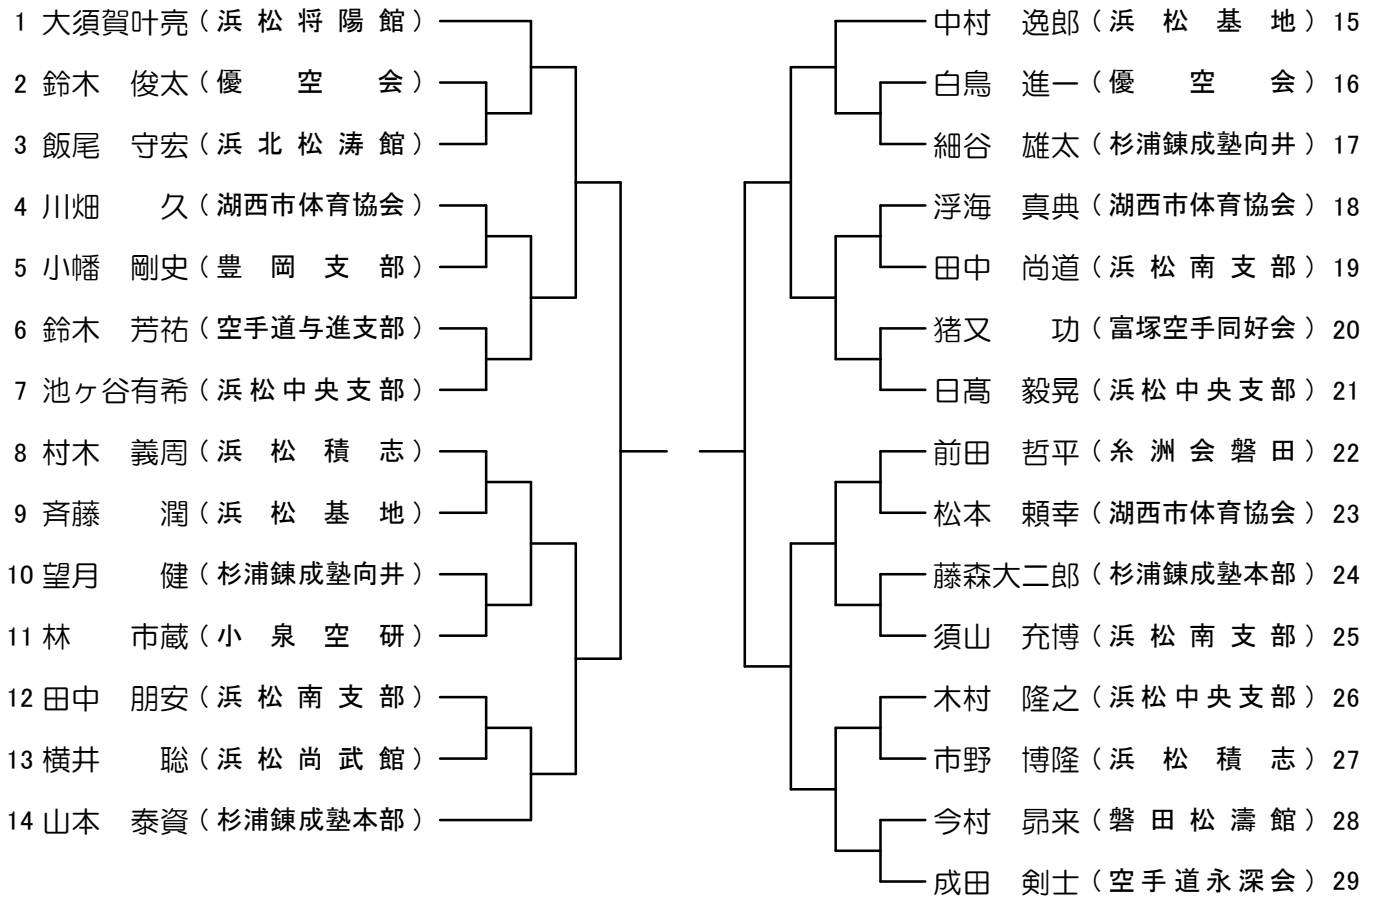 1 大須賀叶亮(浜松将陽館)
2 鈴木 俊太(優空会)
3 飯尾 守宏(浜北松涛館)
4 川畑 久(湖西市体育協会)
5 小幡 剛史(豊岡支部)
6 鈴木 芳祐(空手道与進支部)
7 池ヶ谷有希(浜松中央支部)
8 村木 義周(浜松積志)
9 斉藤 潤(浜松基地)
10 望月 健(杉浦錬成塾向井)
11 林 市蔵(小泉空研)
12 田中 朋安(浜松南支部)
13 横井 聡(浜松尚武館)
14 山本 泰資(杉浦錬成塾本部)
中村 逸郎(浜松基地)15
白鳥 進一(優空会)16
細谷 雄太(杉浦錬成塾向井)17
浮海 真典(湖西市体育協会)18
田中 尚道(浜松南支部)19
猪又 功(富塚空手同好会)20
日髙 毅晃(浜松中央支部)21
前田 哲平(糸洲会磐田)22
松本 頼幸(湖西市体育協会)23
藤森大二郎(杉浦錬成塾本部)24
須山 充博(浜松南支部)25
木村 隆之(浜松中央支部)26
市野 博隆(浜松積志)27
今村 昴来(磐田松濤館)28
成田 剣士(空手道永深会)29